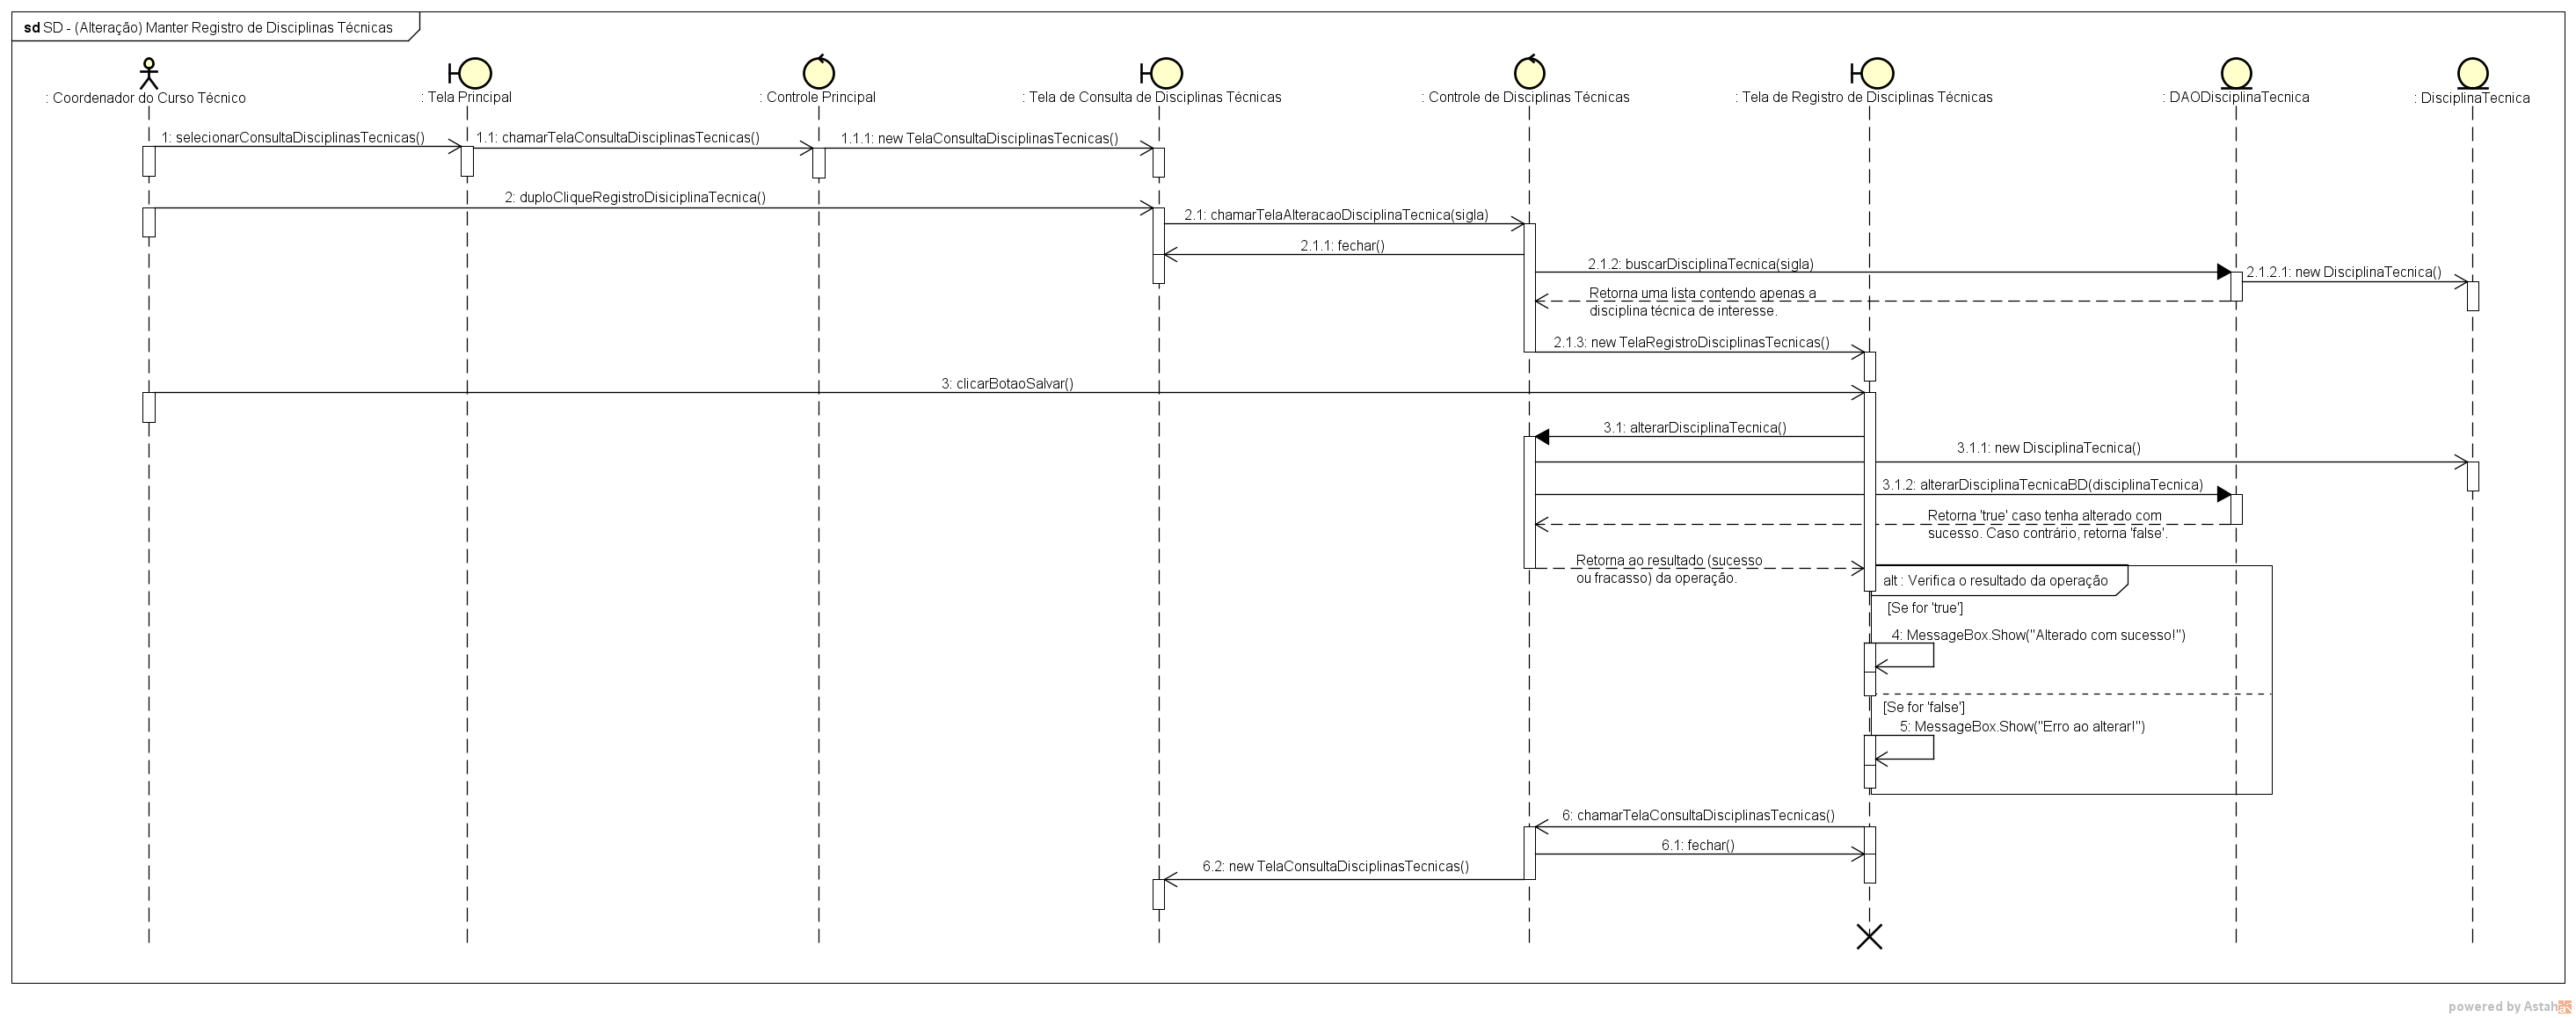 sd SD - (Alteração) Manter Registro de Disciplinas Técnicas
: Coordenador do Curso Técnico
: Tela Principal
: Controle Principal
: Tela de Consulta de Disciplinas Técnicas
: Controle de Disciplinas Técnicas
: Tela de Registro de Disciplinas Técnicas
: DAODisciplinaTecnica
: DisciplinaTecnica
1: selecionarConsultaDisciplinasTecnicas()
1.1: chamarTelaConsultaDisciplinasTecnicas()
1.1.1: new TelaConsultaDisciplinasTecnicas()
2: duploCliqueRegistroDisiciplinaTecnica()
2.1: chamarTelaAlteracaoDisciplinaTecnica(sigla)
2.1.1: fechar()
2.1.2: buscarDisciplinaTecnica(sigla)
2.1.2.1: new DisciplinaTecnica()
Retorna uma lista contendo apenas a
disciplina técnica de interesse.
2.1.3: new TelaRegistroDisciplinasTecnicas()
3: clicarBotaoSalvar()
3.1: alterarDisciplinaTecnica()
3.1.1: new DisciplinaTecnica()
3.1.2: alterarDisciplinaTecnicaBD(disciplinaTecnica)
Retorna 'true' caso tenha alterado com
sucesso. Caso contrário, retorna 'false'.
Retorna ao resultado (sucesso
ou fracasso) da operação.
alt : Verifica o resultado da operação
[Se for 'true']
4: MessageBox.Show("Alterado com sucesso!")
[Se for 'false']
5: MessageBox.Show("Erro ao alterar!")
6: chamarTelaConsultaDisciplinasTecnicas()
6.1: fechar()
6.2: new TelaConsultaDisciplinasTecnicas()
powered by Astah